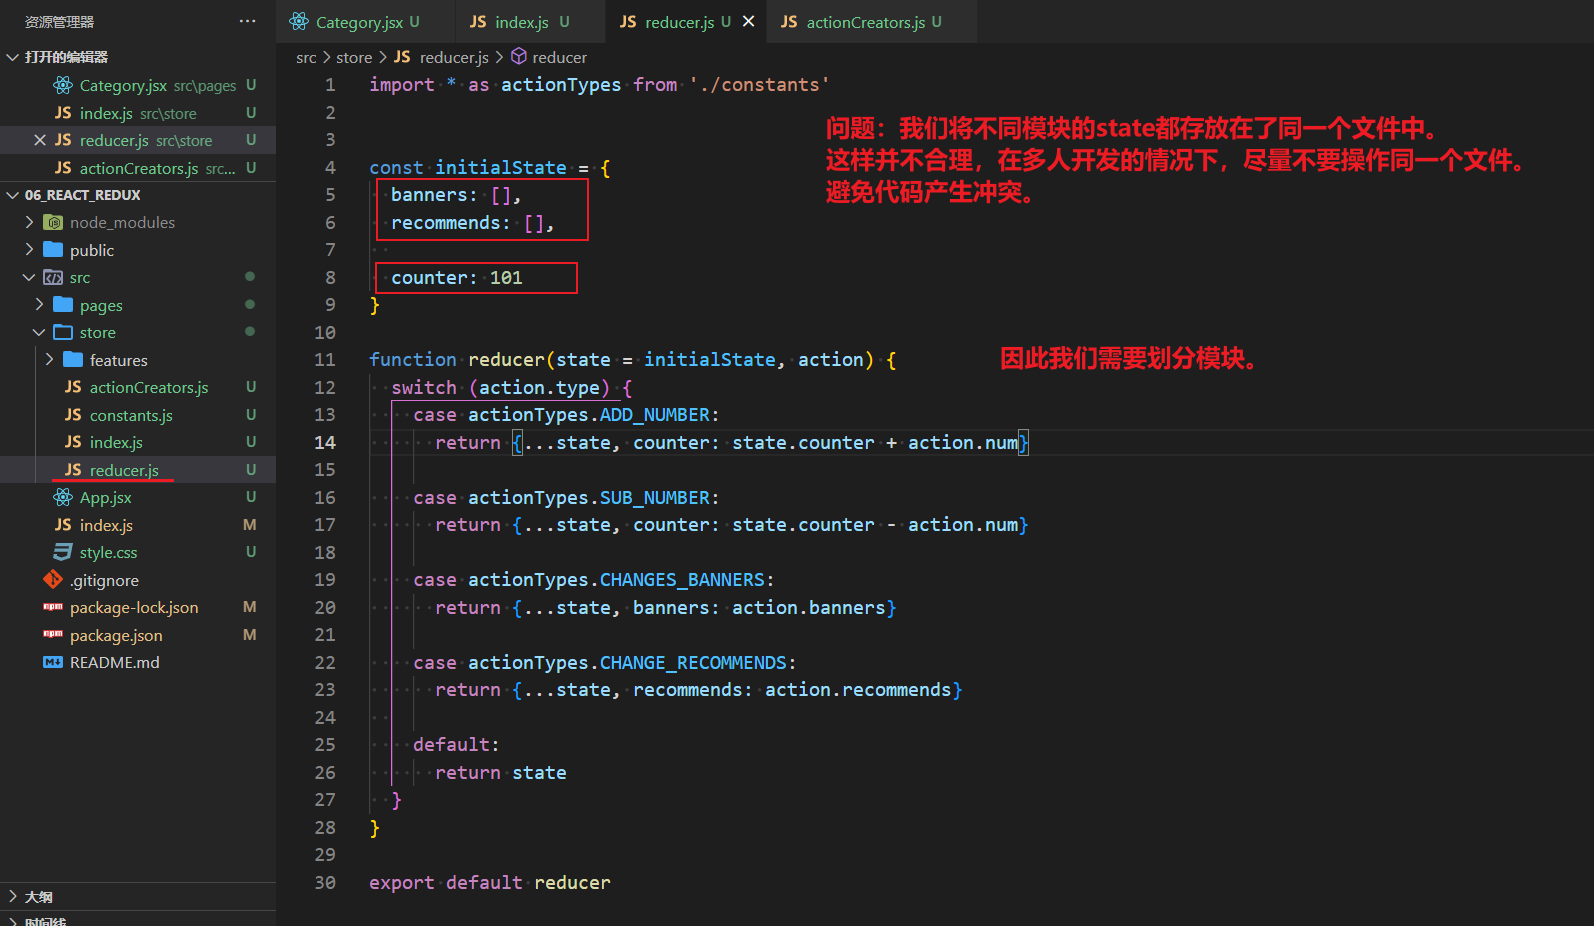 资源管理器 ···
打开的编辑器
Category.jsx src\pages U
JS index.js src\store U
JS reducer.js src\store U
JS actionCreators.js src... U
06_REACT_REDUX
node_modules
public
src
pages
store
features
JS actionCreators.js U
JS constants.js U
JS index.js U
JS reducer.js U
App.jsx U
JS index.js M
style.css U
.gitignore
npm package-lock.json M
npm package.json M
M↓ README.md
大纲
时间线
Category.jsx U JS index.js U JS reducer.js U JS actionCreators.js U
src > store > JS reducer.js > reducer
1 import * as actionTypes from './constants'
2
3
4 const initialState = {
5 banners: [],
6 recommends: [],
7
8 counter: 101
9 }
10
11 function reducer(state = initialState, action) {
12 switch (action.type) {
13 case actionTypes.ADD_NUMBER:
14 return {...state, counter: state.counter + action.num}
15
16 case actionTypes.SUB_NUMBER:
17 return {...state, counter: state.counter - action.num}
18
19 case actionTypes.CHANGES_BANNERS:
20 return {...state, banners: action.banners}
21
22 case actionTypes.CHANGE_RECOMMENDS:
23 return {...state, recommends: action.recommends}
24
25 default:
26 return state
27 }
28 }
29
30 export default reducer
问题：我们将不同模块的state都存放在了同一个文件中。
这样并不合理，在多人开发的情况下，尽量不要操作同一个文件。
避免代码产生冲突。
因此我们需要划分模块。